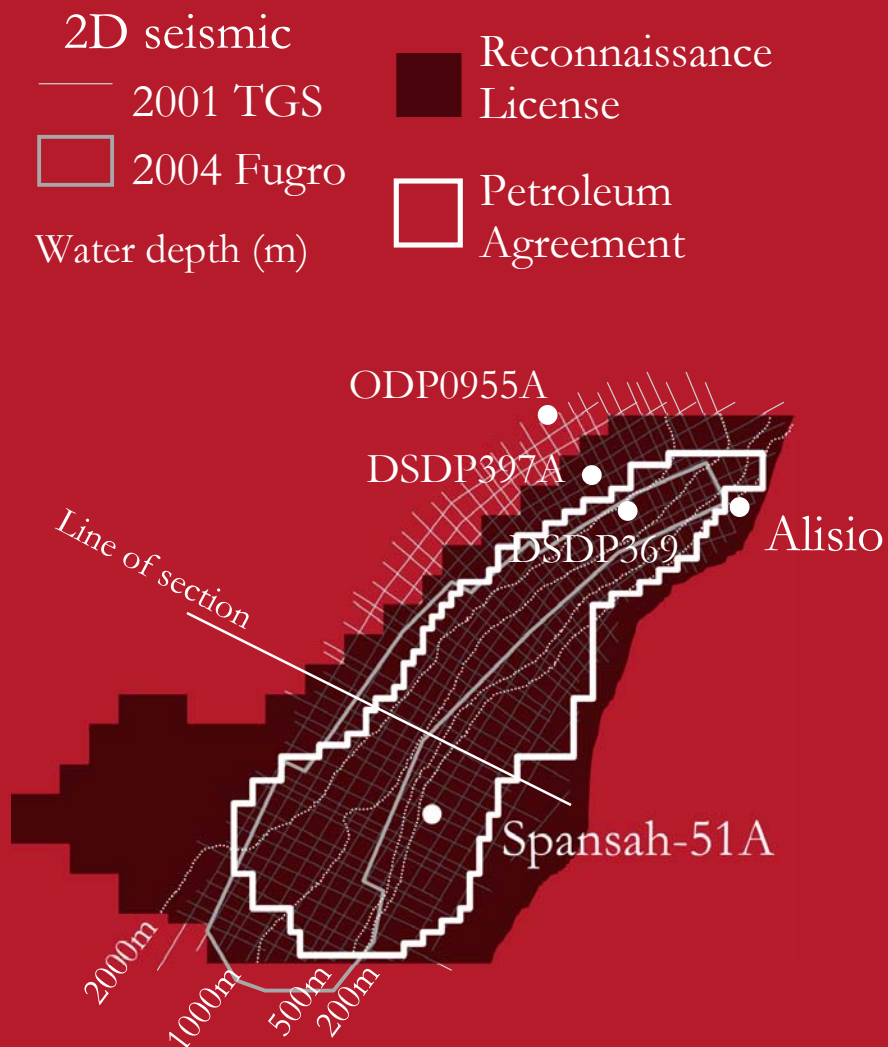 2D seismic
2001 TGS
2004 Fugro
Water depth (m)
Reconnaissance
License
Petroleum
Agreement
ODP0955A
DSDP397A
DSDP369
Alisio
Line of section
Spansah-51A
2000m
1000m
500m
200m